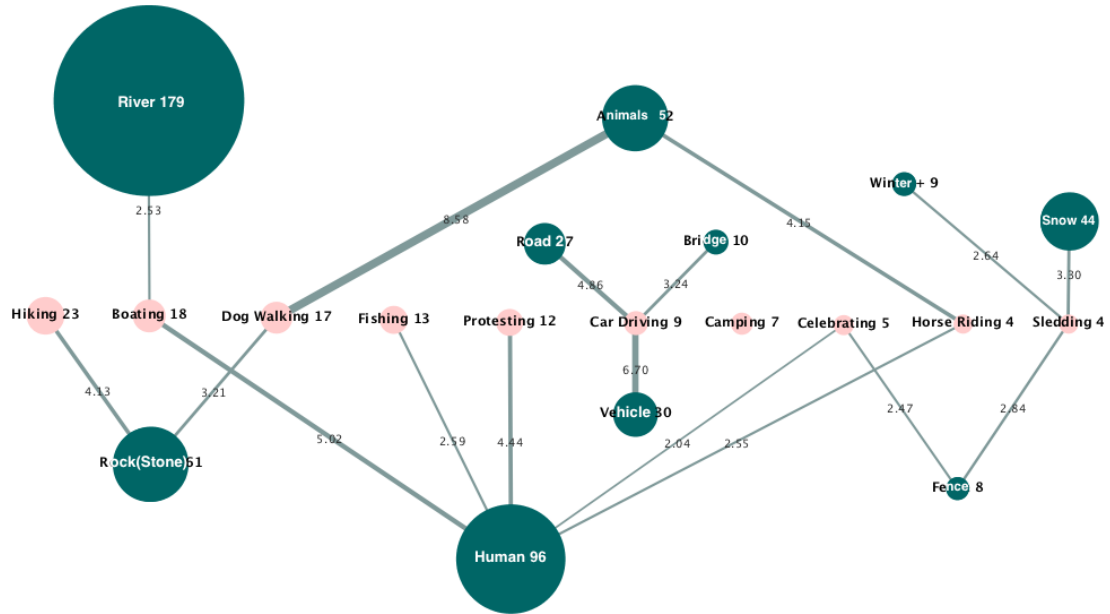 River 179
Animals 52
Winter + 9
Snow 44
2.53
8.58
4.15
Road 27
Bridge 10
2.64
3.30
4.86
3.24
Hiking 23
Boating 18
Dog Walking 17
Fishing 13
Protesting 12
Car Driving 9
Camping 7
Celebrating 5
Horse Riding 4
Sledding 4
6.70
4.13
3.21
Vehicle 30
2.47
2.84
5.02
2.59
4.44
2.04
2.55
Rock(Stone)61
Fence 8
Human 96